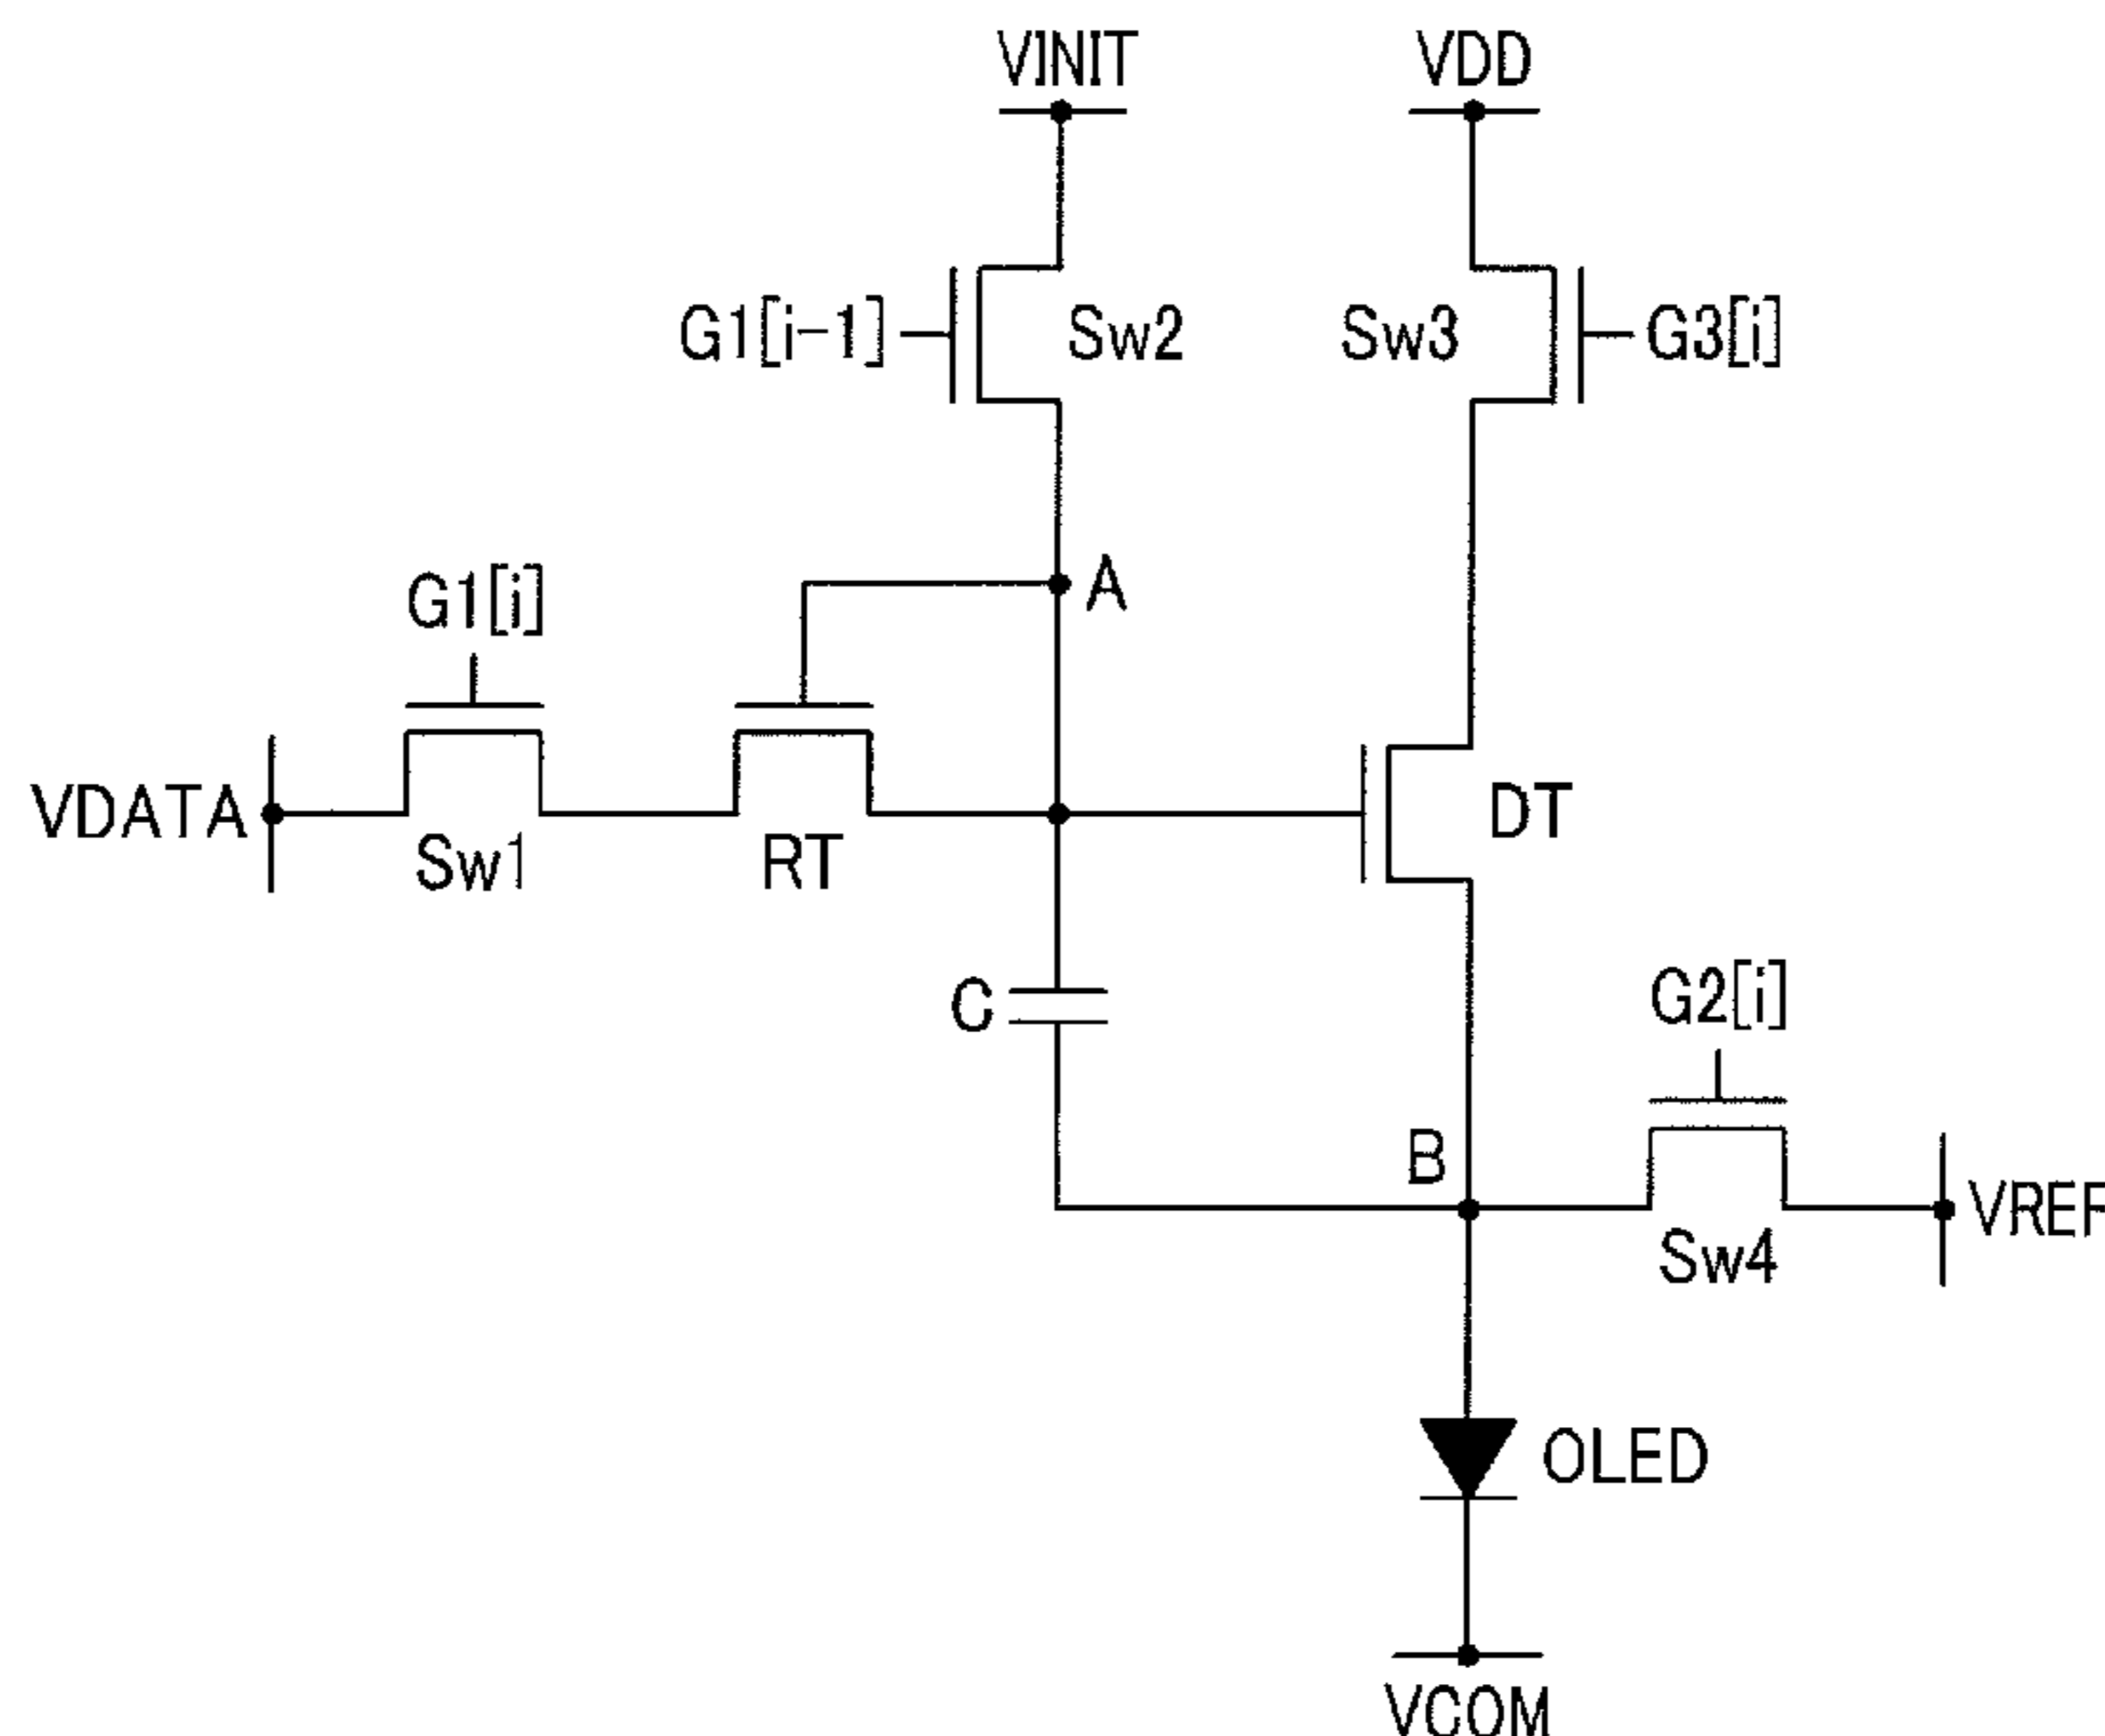 VINIT VDD
G1[i-1] Sw2 Sw3 G3[i]
G1[i] A
VDATA Sw1 RT DT
C G2[i]
B VREF
Sw4
OLED
VCOM